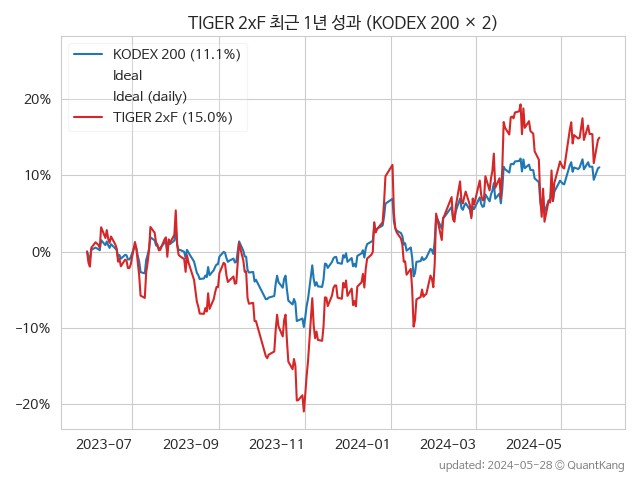 TIGER 2xF 최근 1년 성과 (KODEX 200 × 2)
KODEX 200 (11.1%)
Ideal
Ideal (daily)
TIGER 2xF (15.0%)
20%
10%
0%
−10%
−20%
2023-07
2023-09
2023-11
2024-01
2024-03
2024-05
updated: 2024-05-28 ⓒ QuantKang